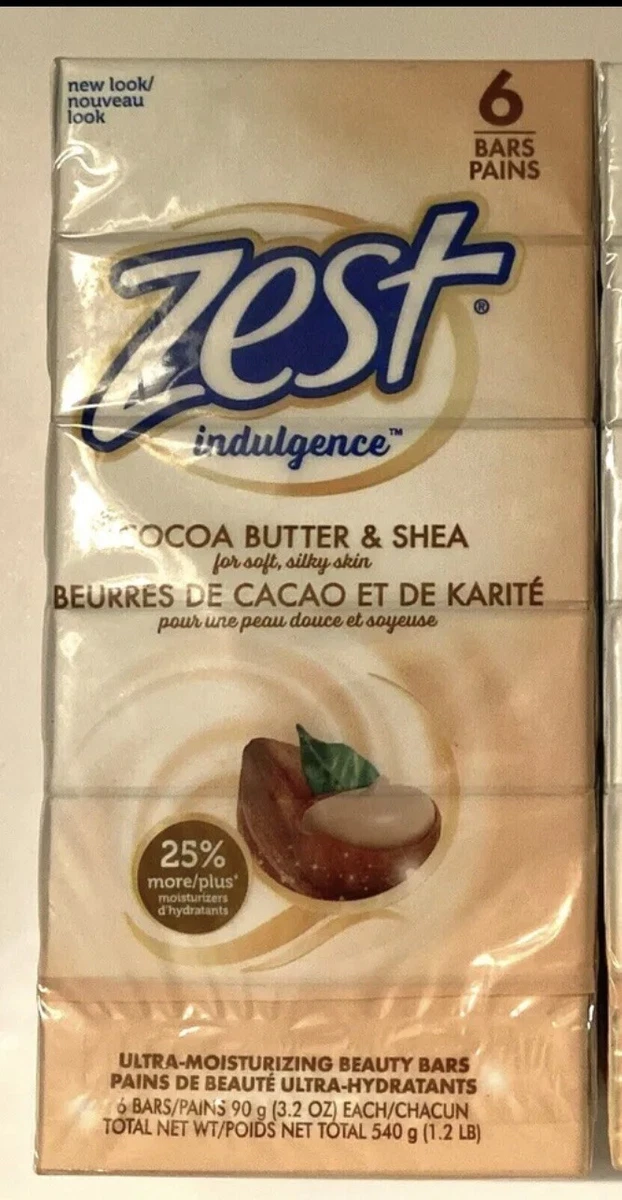 new look/
nouveau
look
6
BARS
PAINS
Zest®
indulgence™
COCOA BUTTER & SHEA
for soft, silky skin
BEURRES DE CACAO ET DE KARITÉ
pour une peau douce et soyeuse
25%
more/plus*
moisturizers
d'hydratants
ULTRA-MOISTURIZING BEAUTY BARS
PAINS DE BEAUTÉ ULTRA-HYDRATANTS
6 BARS/PAINS 90 g (3.2 OZ) EACH/CHACUN
TOTAL NET WT/POIDS NET TOTAL 540 g (1.2 LB)